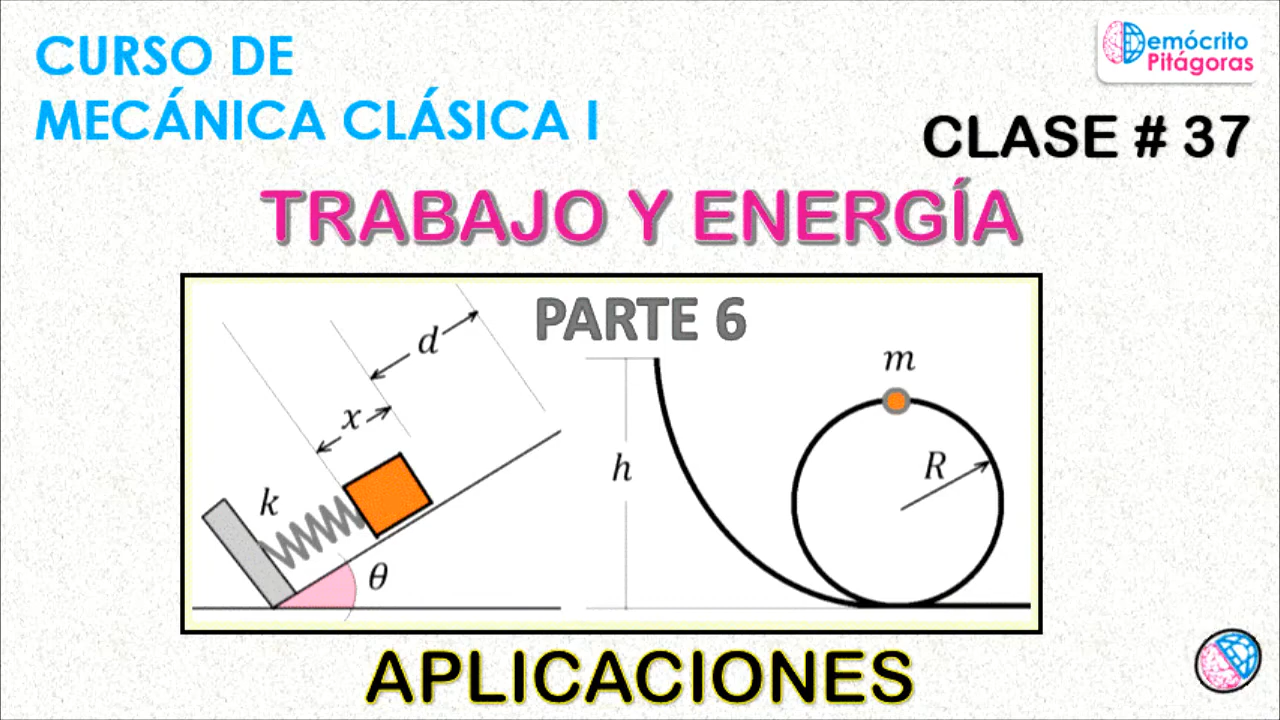 CURSO DE
MECÁNICA CLÁSICA I
Demócrito
Pitágoras
CLASE # 37
TRABAJO Y ENERGÍA
PARTE 6
d
x
k
θ
m
h
R
APLICACIONES